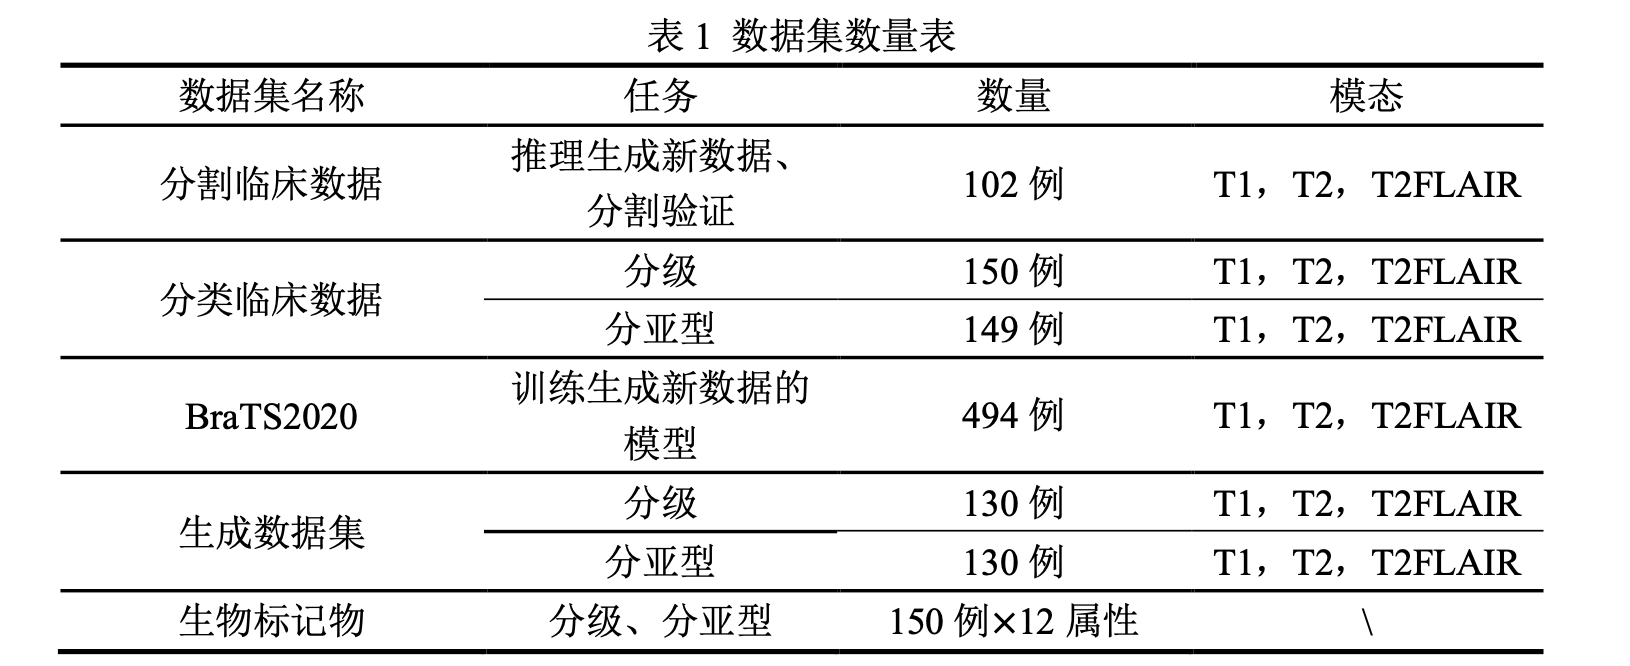 表 1 数据集数量表
数据集名称 任务 数量 模态
分割临床数据 推理生成新数据、
分割验证 102 例 T1，T2，T2FLAIR
分类临床数据 分级 150 例 T1，T2，T2FLAIR
分亚型 149 例 T1，T2，T2FLAIR
BraTS2020 训练生成新数据的
模型 494 例 T1，T2，T2FLAIR
生成数据集 分级 130 例 T1，T2，T2FLAIR
分亚型 130 例 T1，T2，T2FLAIR
生物标记物 分级、分亚型 150 例×12 属性 \